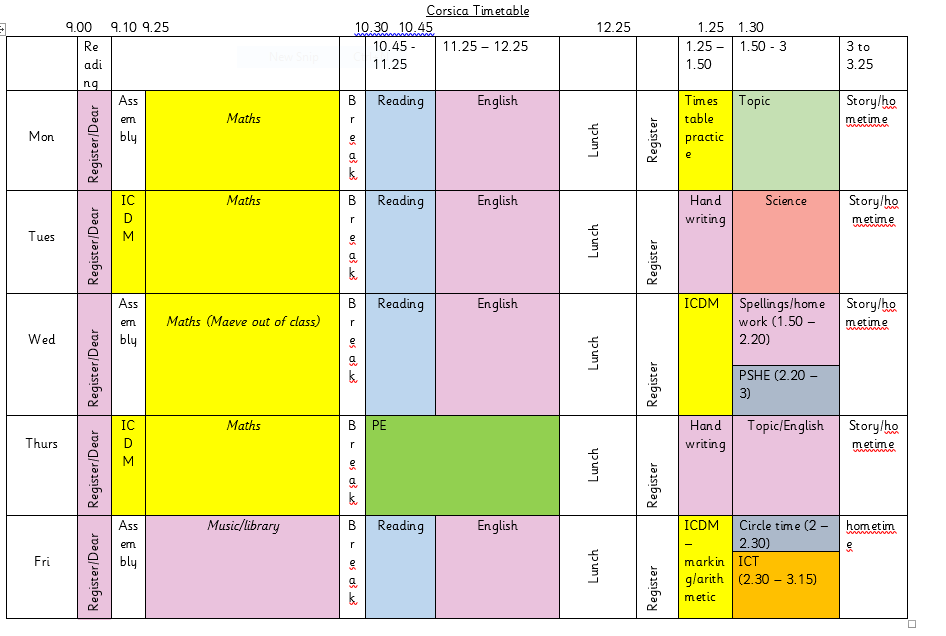 Corsica Timetable
9.00 9.10 9.25 10.30 10.45 12.25 1.25 1.30
Re
adi
ng
10.45 -
11.25
11.25 – 12.25
1.25 –
1.50
1.50 - 3
3 to
3.25
Mon
Register/Dear
Ass
em
bly
Maths
B
r
e
a
k
Reading
English
Lunch
Register
Times
table
practic
e
Topic
Story/ho
metime
Tues
Register/Dear
IC
D
M
Maths
B
r
e
a
k
Reading
English
Lunch
Register
Hand
writing
Science
Story/ho
metime
Wed
Register/Dear
Ass
em
bly
Maths (Maeve out of class)
B
r
e
a
k
Reading
English
Lunch
Register
ICDM
Spellings/home
work (1.50 –
2.20)
PSHE (2.20 –
3)
Story/ho
metime
Thurs
Register/Dear
IC
D
M
Maths
B
r
e
a
k
PE
Lunch
Register
Hand
writing
Topic/English
Story/ho
metime
Fri
Register/Dear
Ass
em
bly
Music/library
B
r
e
a
k
Reading
English
Lunch
Register
ICDM
–
markin
g/arith
metic
Circle time (2 –
2.30)
ICT
(2.30 – 3.15)
hometim
e